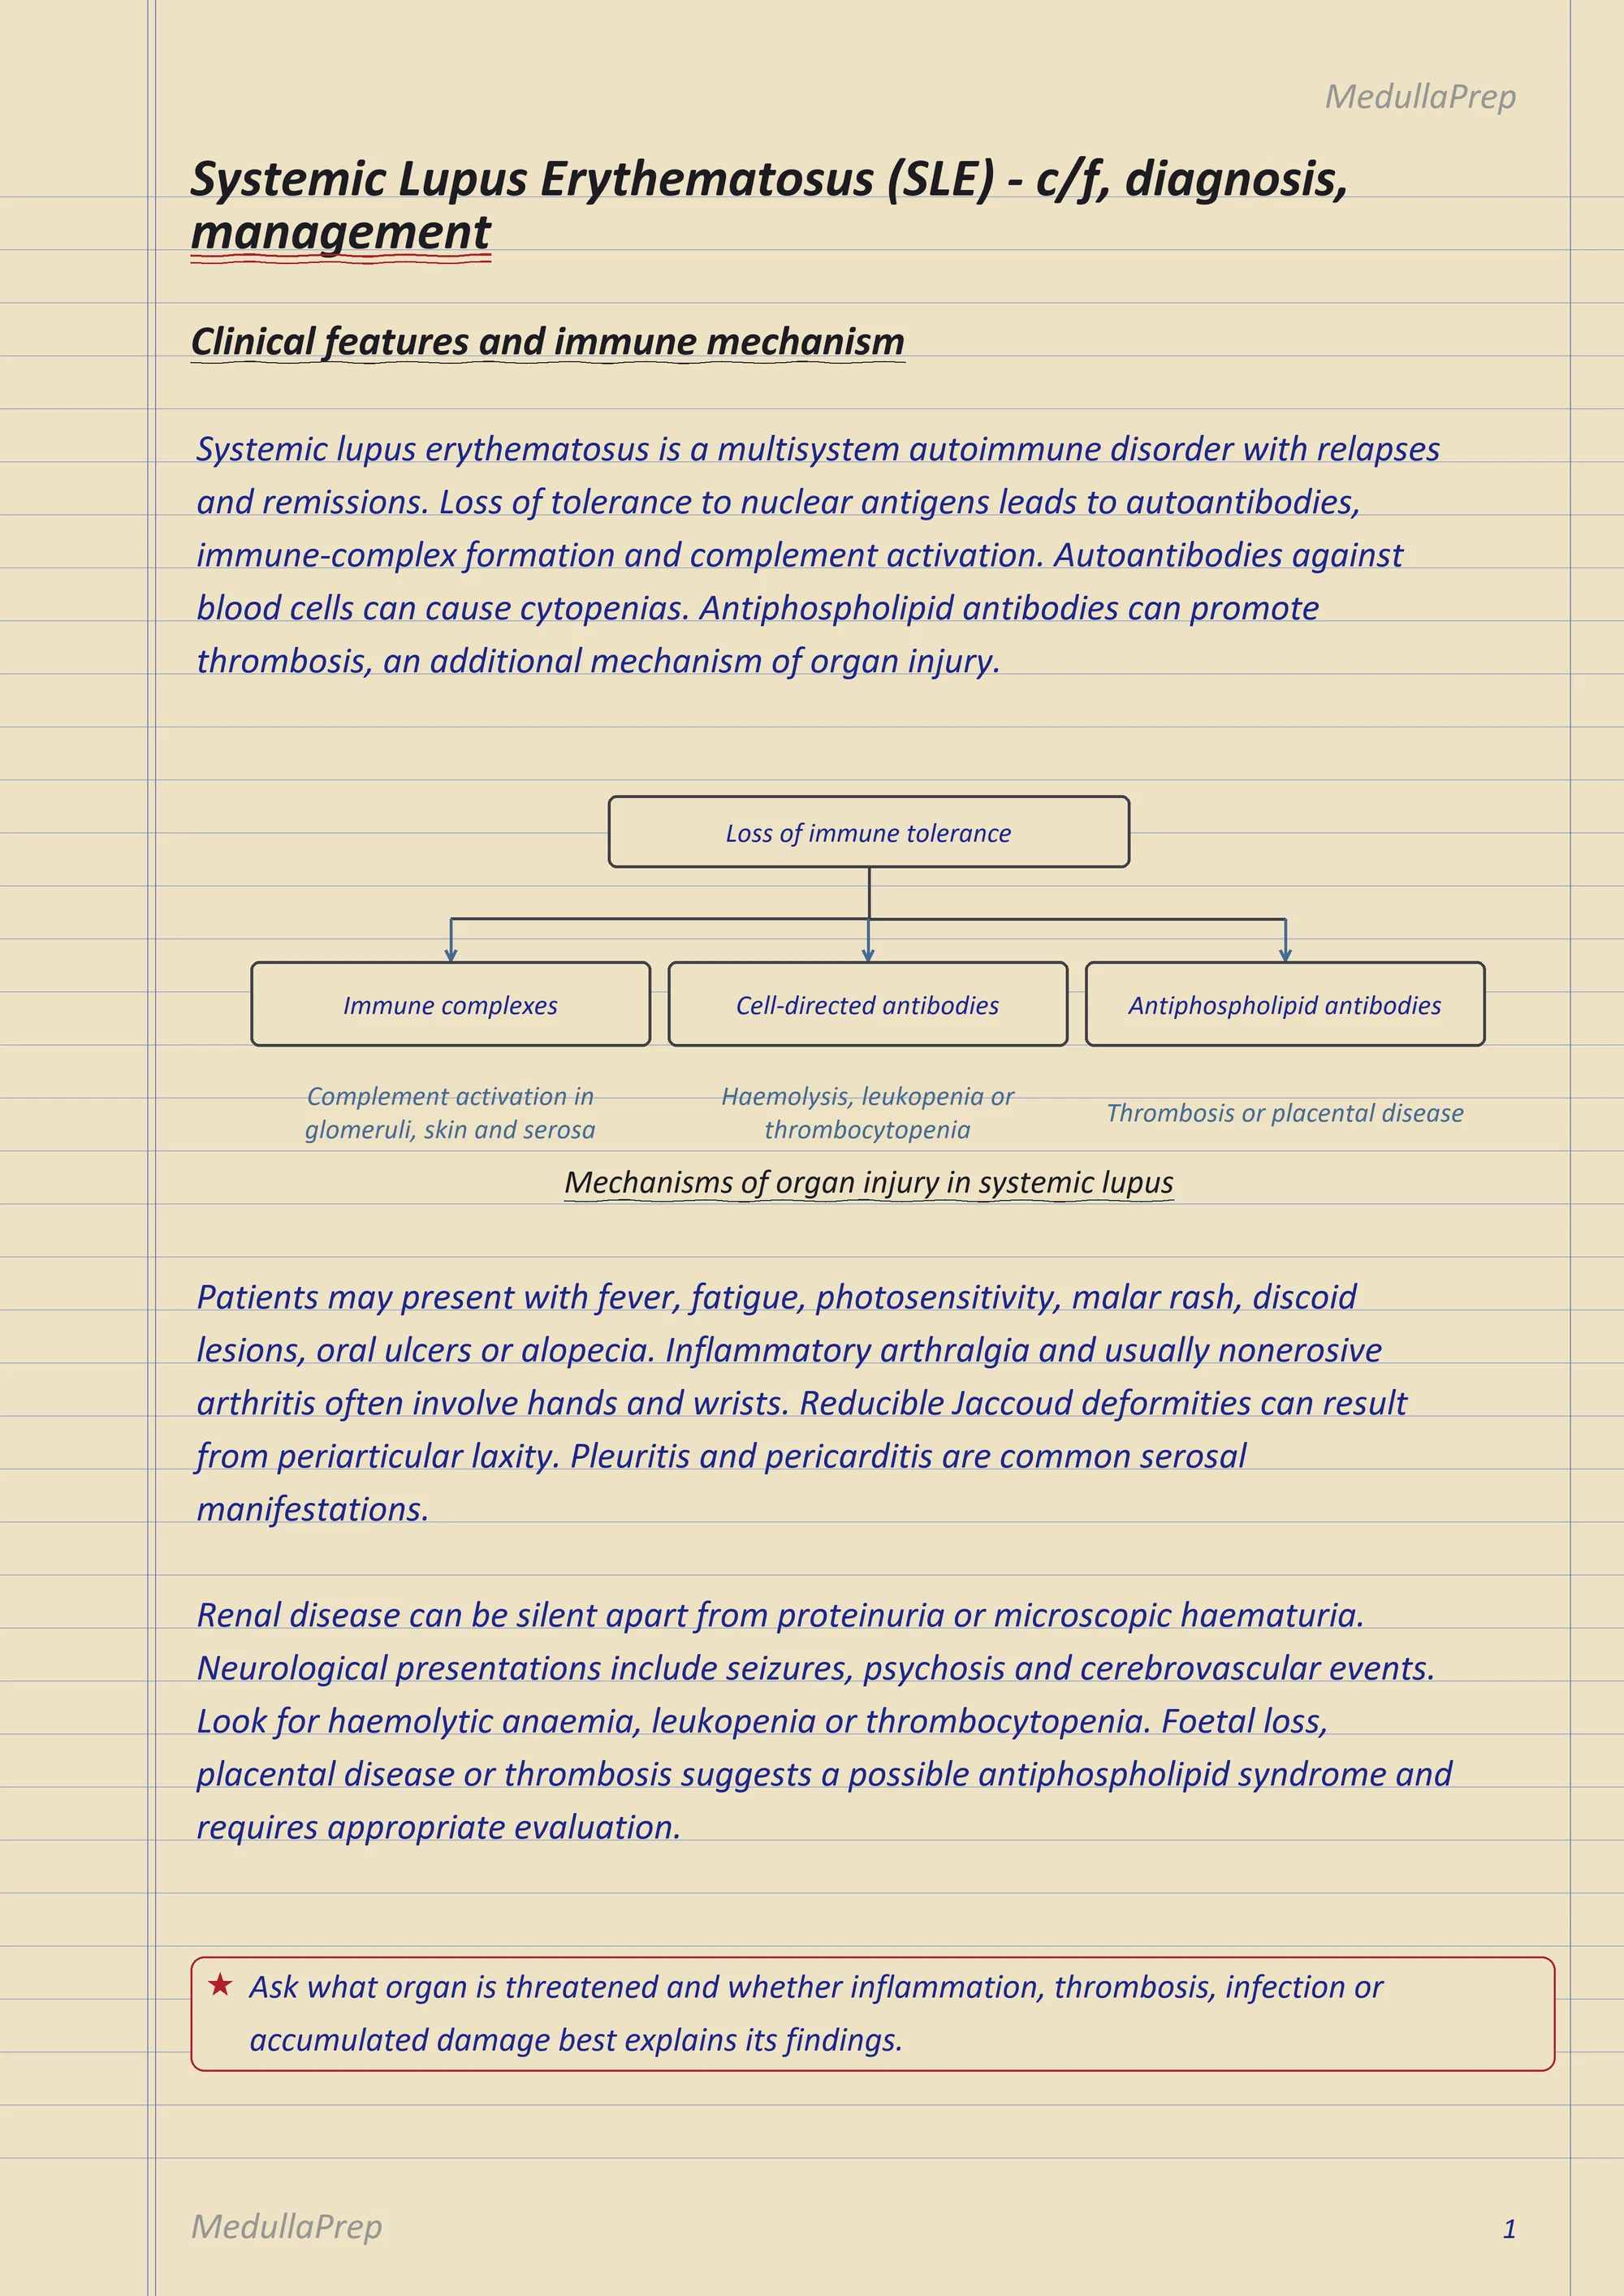 MedullaPrep
Systemic Lupus Erythematosus (SLE) - c/f, diagnosis,
management
Clinical features and immune mechanism
Systemic lupus erythematosus is a multisystem autoimmune disorder with relapses
and remissions. Loss of tolerance to nuclear antigens leads to autoantibodies,
immune-complex formation and complement activation. Autoantibodies against
blood cells can cause cytopenias. Antiphospholipid antibodies can promote
thrombosis, an additional mechanism of organ injury.
Loss of immune tolerance
Immune complexes
Cell-directed antibodies
Antiphospholipid antibodies
Complement activation in
glomeruli, skin and serosa
Haemolysis, leukopenia or
thrombocytopenia
Thrombosis or placental disease
Mechanisms of organ injury in systemic lupus
Patients may present with fever, fatigue, photosensitivity, malar rash, discoid
lesions, oral ulcers or alopecia. Inflammatory arthralgia and usually nonerosive
arthritis often involve hands and wrists. Reducible Jaccoud deformities can result
from periarticular laxity. Pleuritis and pericarditis are common serosal
manifestations.
Renal disease can be silent apart from proteinuria or microscopic haematuria.
Neurological presentations include seizures, psychosis and cerebrovascular events.
Look for haemolytic anaemia, leukopenia or thrombocytopenia. Foetal loss,
placental disease or thrombosis suggests a possible antiphospholipid syndrome and
requires appropriate evaluation.
★ Ask what organ is threatened and whether inflammation, thrombosis, infection or
accumulated damage best explains its findings.
MedullaPrep
1